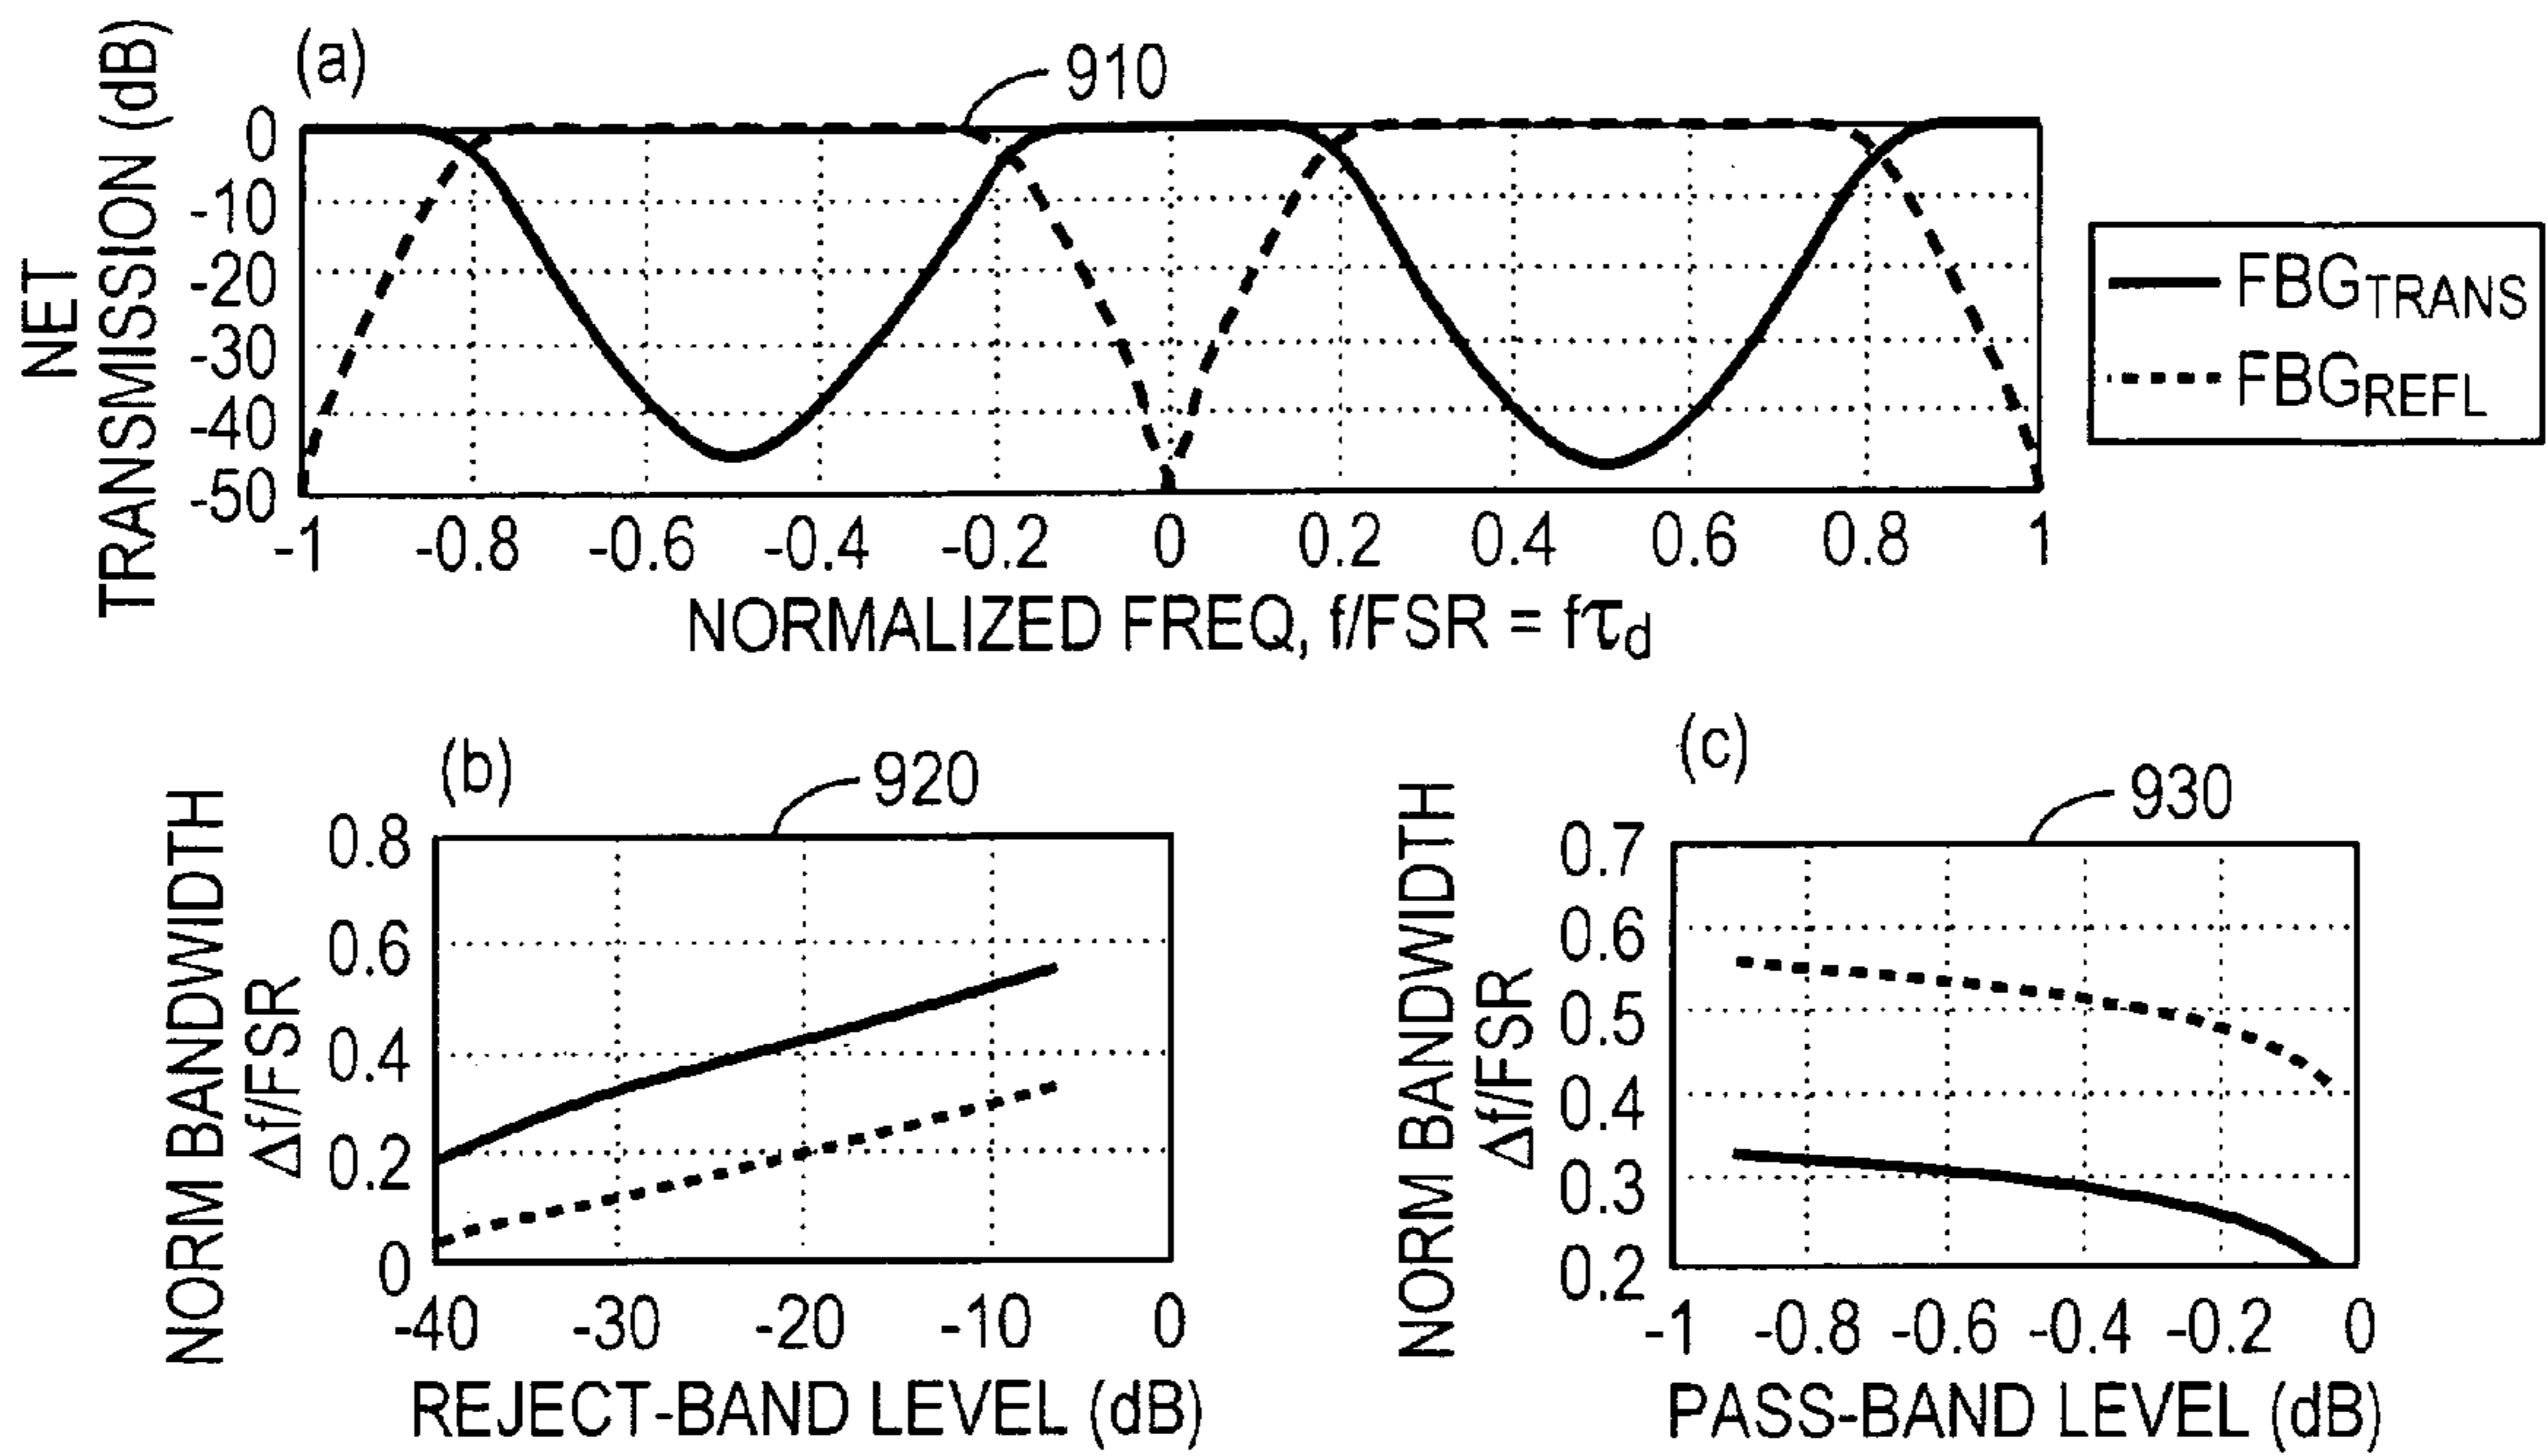 (a)
910
NET
TRANSMISSION (dB)
0
-10
-20
-30
-40
-50
-1 -0.8 -0.6 -0.4 -0.2 0 0.2 0.4 0.6 0.8 1
NORMALIZED FREQ, f/FSR = fτd
FBGTRANS
FBGREFL
(b)
920
NORM BANDWIDTH
Δf/FSR
0.8
0.6
0.4
0.2
0
-40 -30 -20 -10 0
REJECT-BAND LEVEL (dB)
(c)
930
NORM BANDWIDTH
Δf/FSR
0.7
0.6
0.5
0.4
0.3
0.2
-1 -0.8 -0.6 -0.4 -0.2 0
PASS-BAND LEVEL (dB)